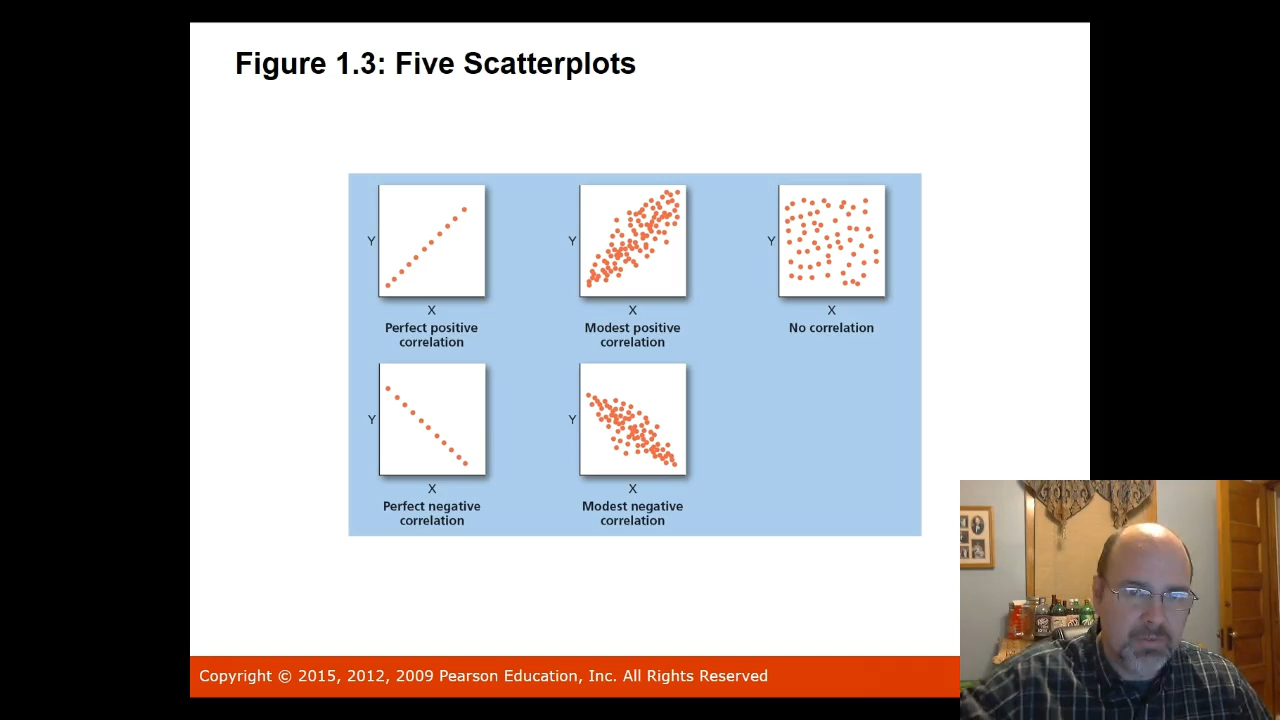 Figure 1.3: Five Scatterplots
Y
X
Perfect positive
correlation
Y
X
Modest positive
correlation
Y
X
No correlation
Y
X
Perfect negative
correlation
Y
X
Modest negative
correlation
Copyright © 2015, 2012, 2009 Pearson Education, Inc. All Rights Reserved